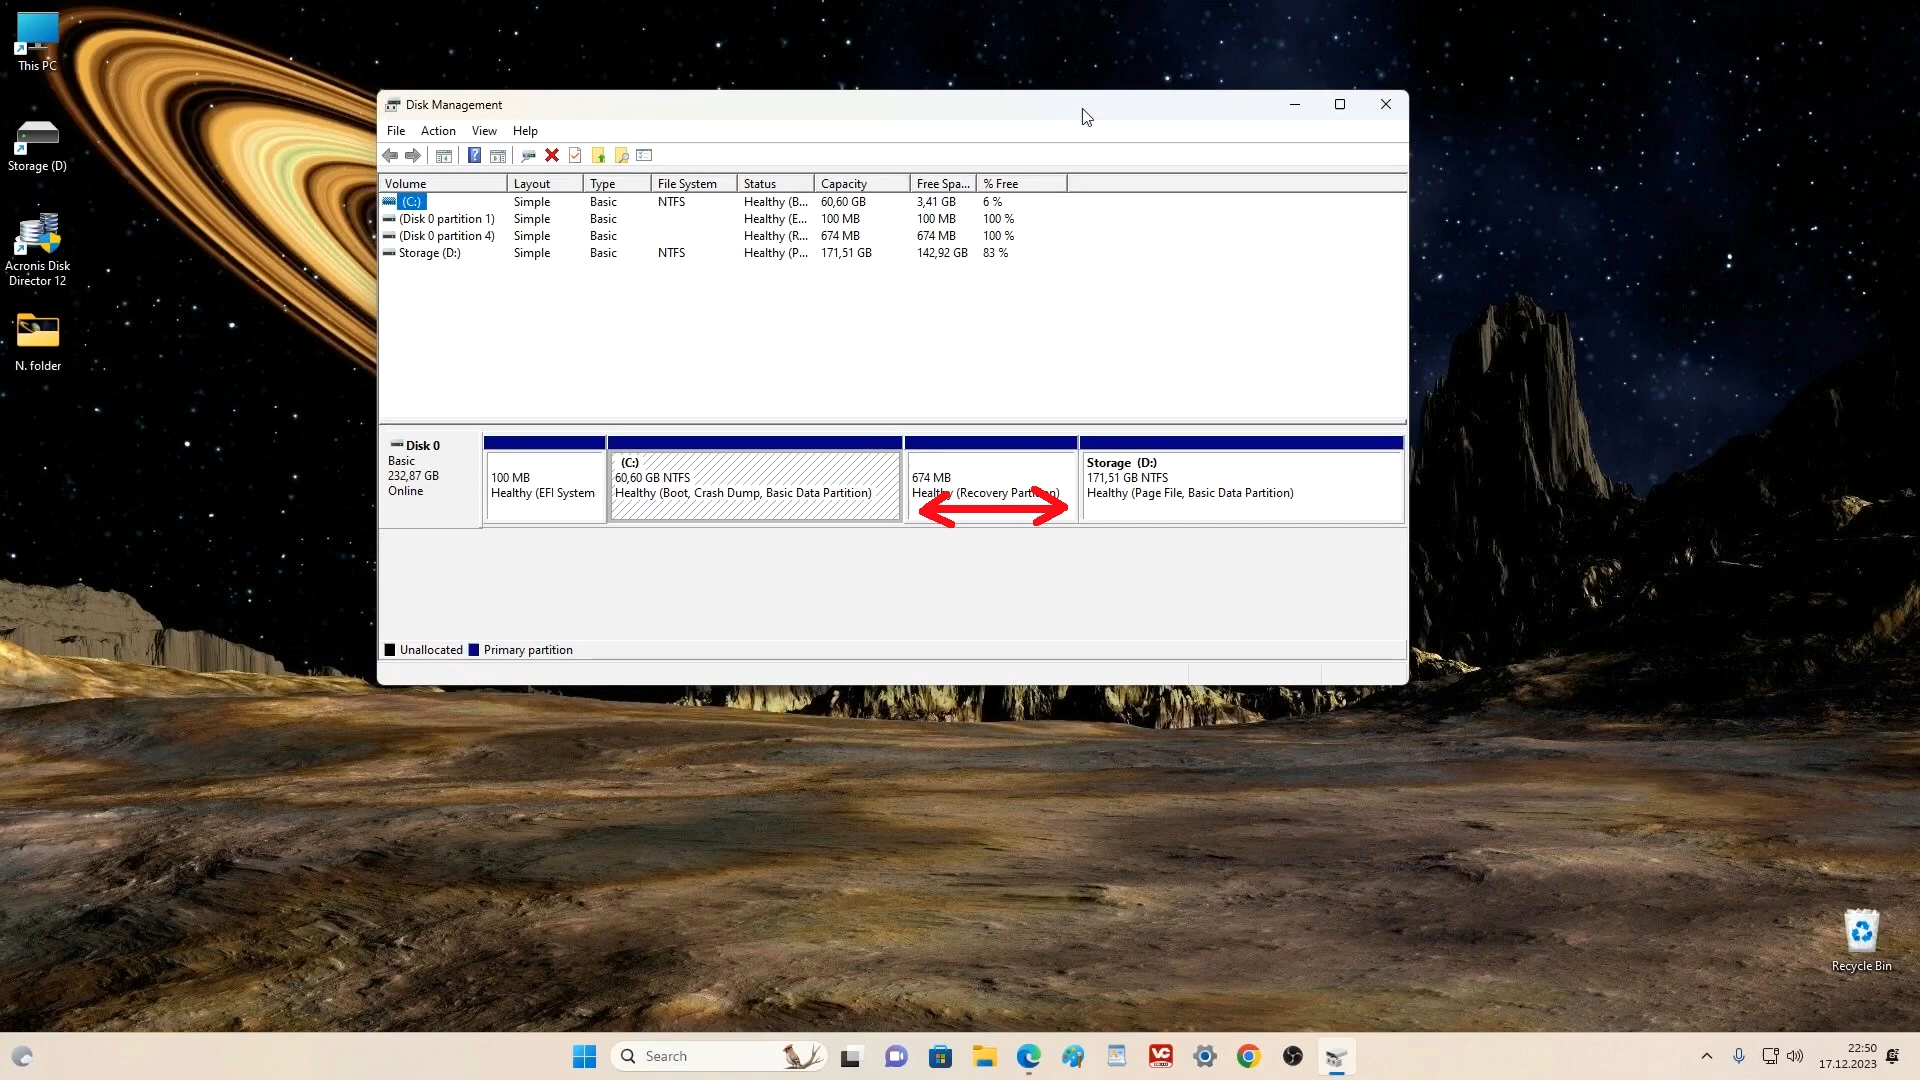 This PC
Storage (D)
Acronis Disk
Director 12
N. folder
Disk Management
File Action View Help
Volume Layout Type File System Status Capacity Free Spa... % Free
(C:) Simple Basic NTFS Healthy (B... 60,60 GB 3,41 GB 6 %
(Disk 0 partition 1) Simple Basic Healthy (E... 100 MB 100 MB 100 %
(Disk 0 partition 4) Simple Basic Healthy (R... 674 MB 674 MB 100 %
Storage (D:) Simple Basic NTFS Healthy (P... 171,51 GB 142,92 GB 83 %
Disk 0
Basic
232,87 GB
Online
100 MB
Healthy (EFI System
(C:)
60,60 GB NTFS
Healthy (Boot, Crash Dump, Basic Data Partition)
674 MB
Healthy (Recovery Partition)
Storage (D:)
171,51 GB NTFS
Healthy (Page File, Basic Data Partition)
Unallocated Primary partition
Recycle Bin
Search
VC
22:50
17.12.2023